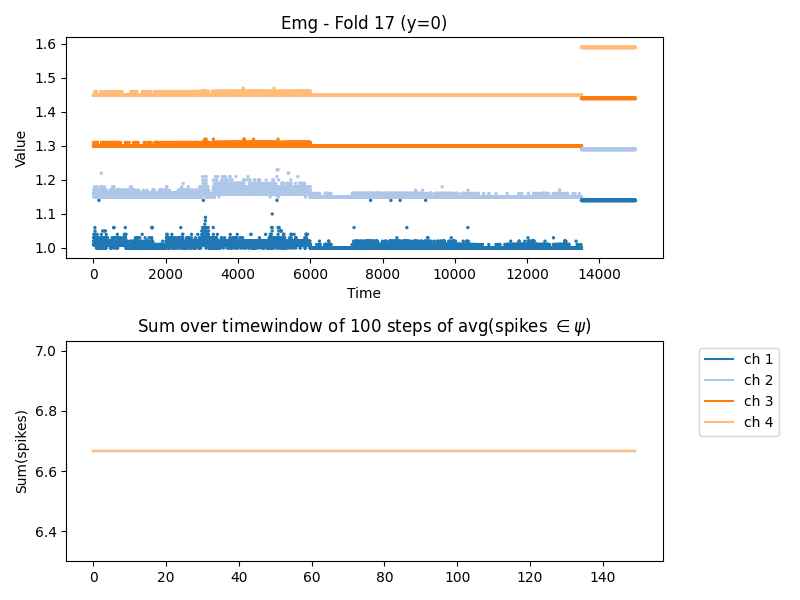 Emg - Fold 17 (y=0)
1.6
1.5
1.4
1.3
1.2
1.1
1.0
Value
0 2000 4000 6000 8000 10000 12000 14000
Time
Sum over timewindow of 100 steps of avg(spikes ∈ ψ)
7.0
6.8
6.6
6.4
Sum(spikes)
0 20 40 60 80 100 120 140
ch 1
ch 2
ch 3
ch 4